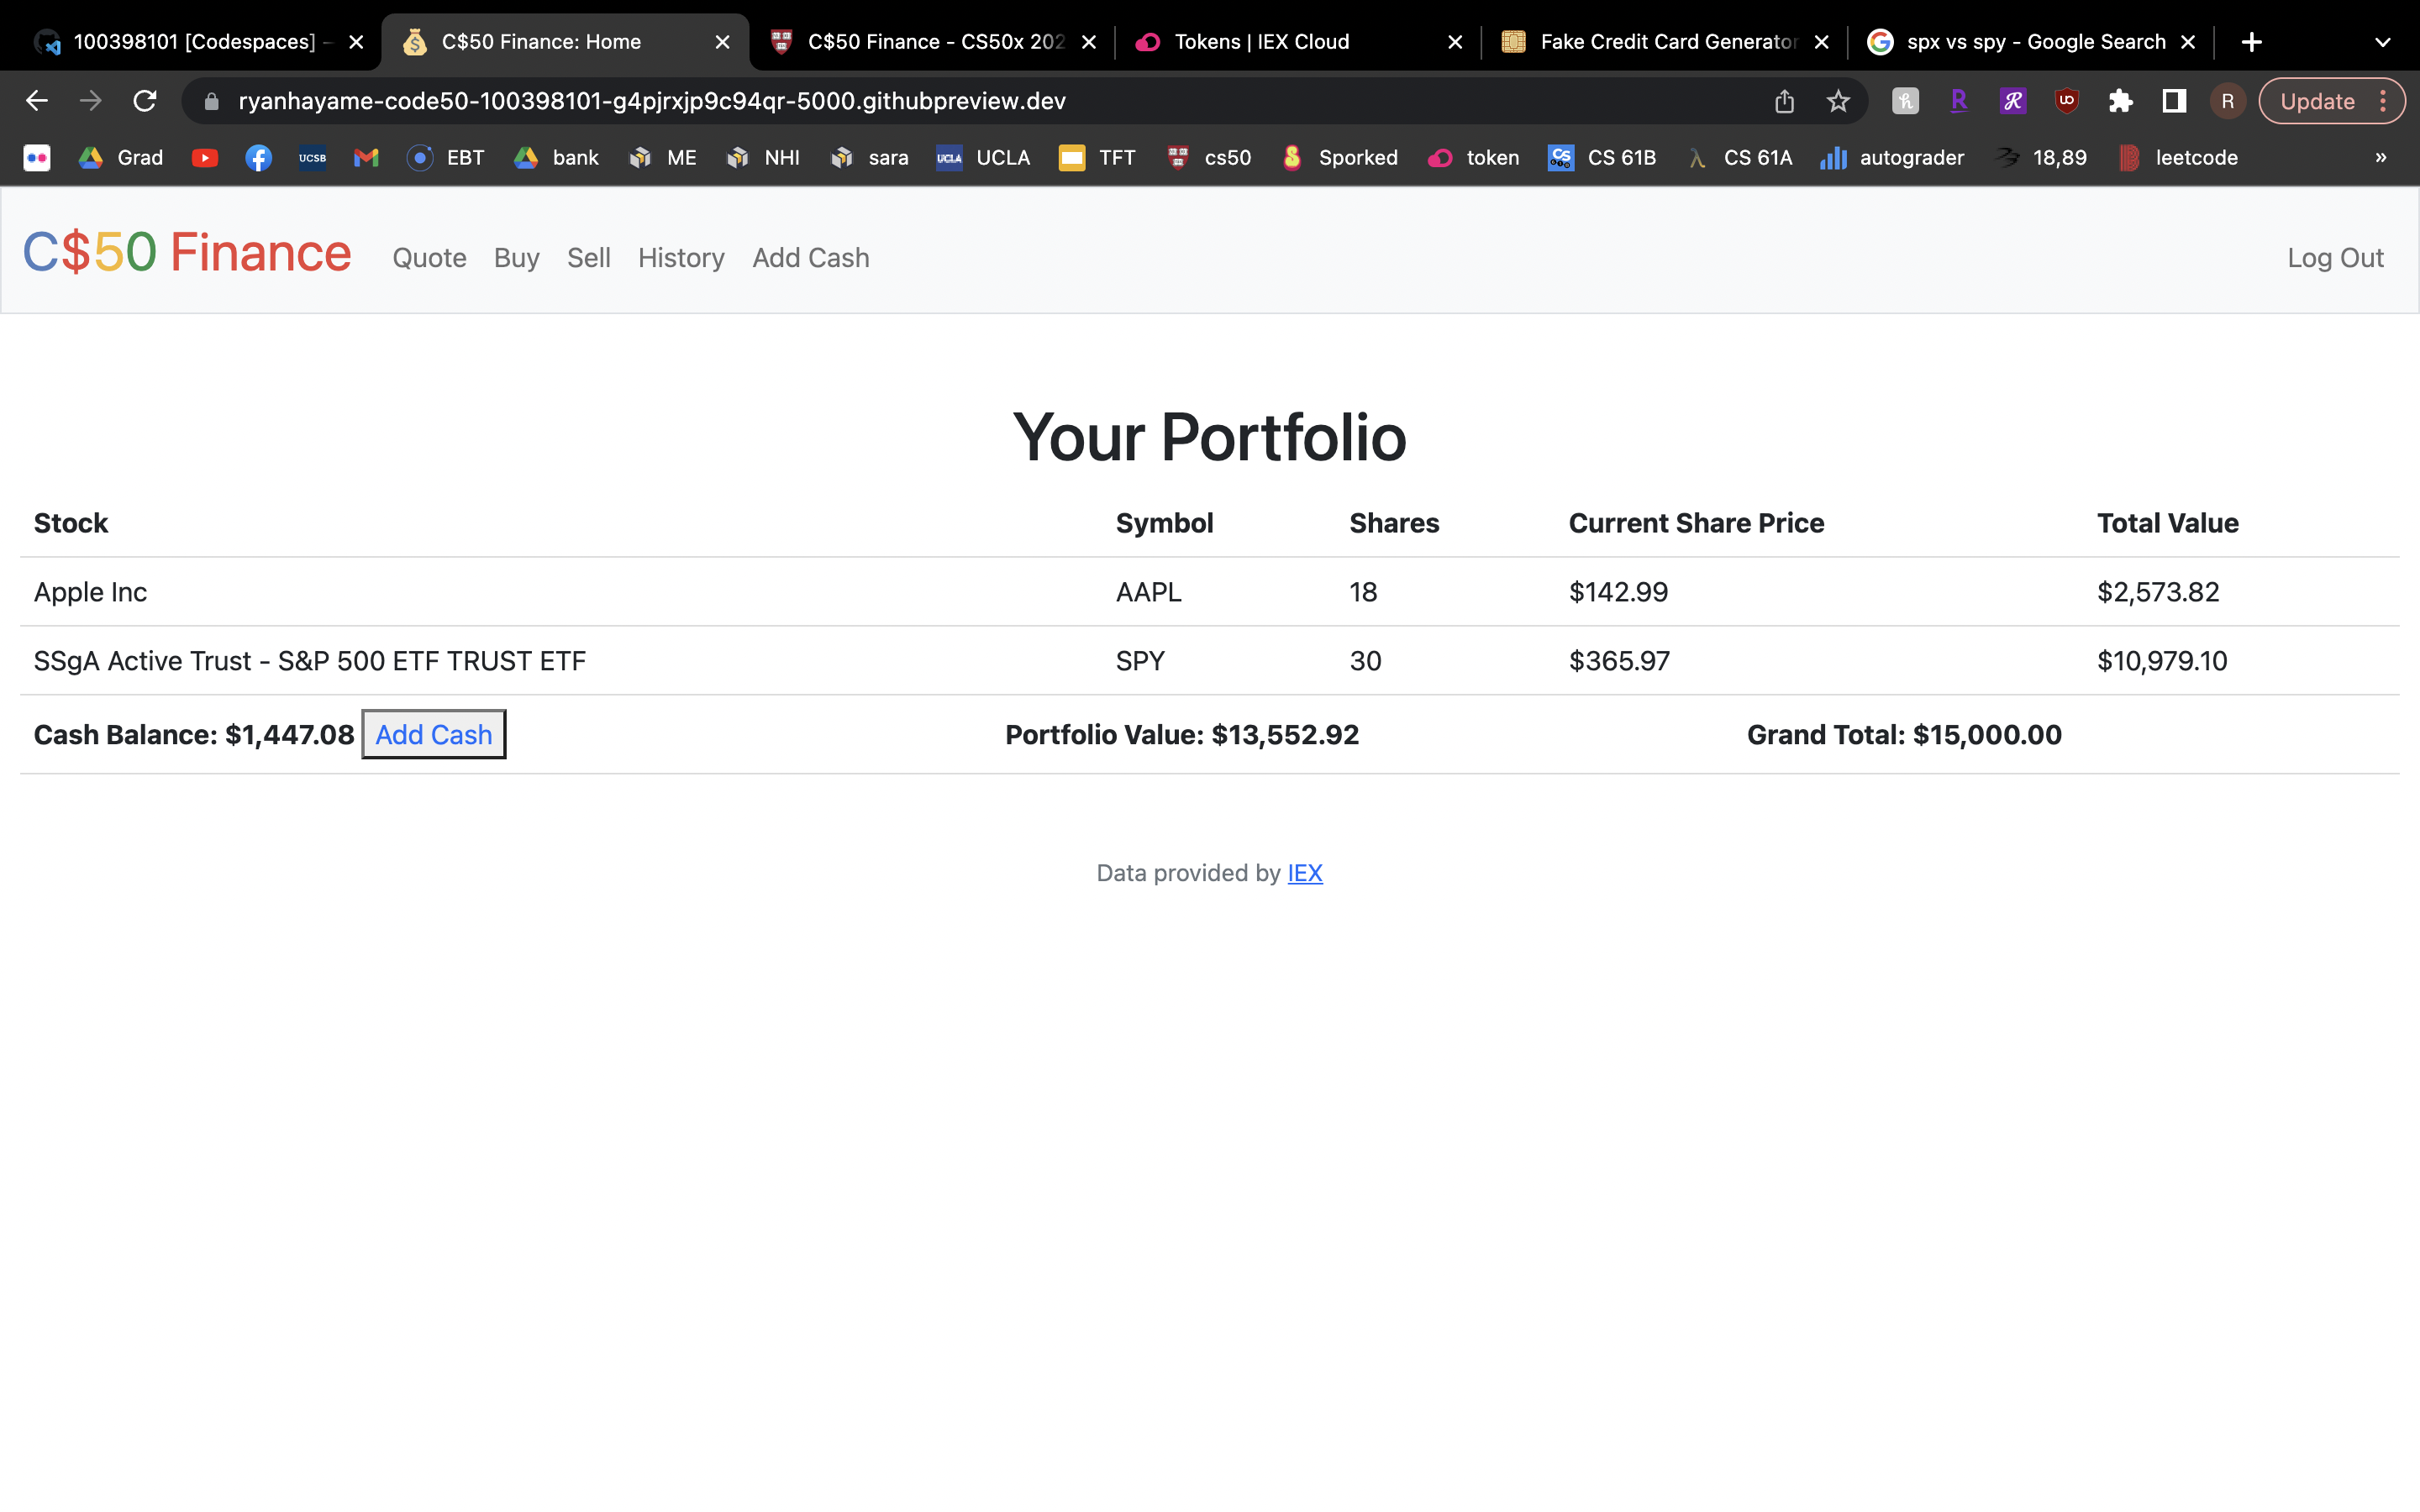 100398101 [Codespaces] C$50 Finance: Home C$50 Finance - CS50x 202 Tokens | IEX Cloud Fake Credit Card Generator spx vs spy - Google Search
ryanhayame-code50-100398101-g4pjrxjp9c94qr-5000.githubpreview.dev R Update
Grad UCSB EBT bank ME NHI sara UCLA UCLA TFT cs50 Sporked token CS 61B CS 61A autograder 18,89 leetcode »
C$50 Finance Quote Buy Sell History Add Cash Log Out
Your Portfolio
Stock Symbol Shares Current Share Price Total Value
Apple Inc AAPL 18 $142.99 $2,573.82
SSgA Active Trust - S&P 500 ETF TRUST ETF SPY 30 $365.97 $10,979.10
Cash Balance: $1,447.08 Add Cash Portfolio Value: $13,552.92 Grand Total: $15,000.00
Data provided by IEX